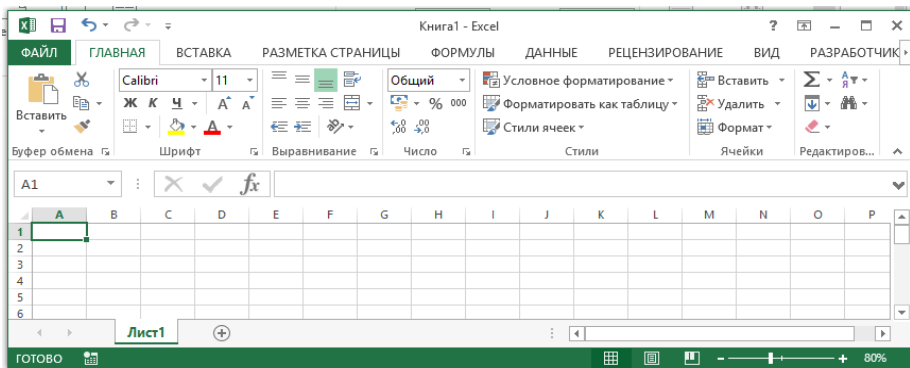 Книга1 - Excel
ФАЙЛ ГЛАВНАЯ ВСТАВКА РАЗМЕТКА СТРАНИЦЫ ФОРМУЛЫ ДАННЫЕ РЕЦЕНЗИРОВАНИЕ ВИД РАЗРАБОТЧИК
Calibri 11 Общий Условное форматирование Вставить
Вставить Ж К Ч А А % 000 Форматировать как таблицу Удалить
А Стили ячеек Формат
Буфер обмена Шрифт Выравнивание Число Стили Ячейки Редактиров...
A1 fx
A B C D E F G H I J K L M N O P
1
2
3
4
5
6
Лист1
ГОТОВО 80%